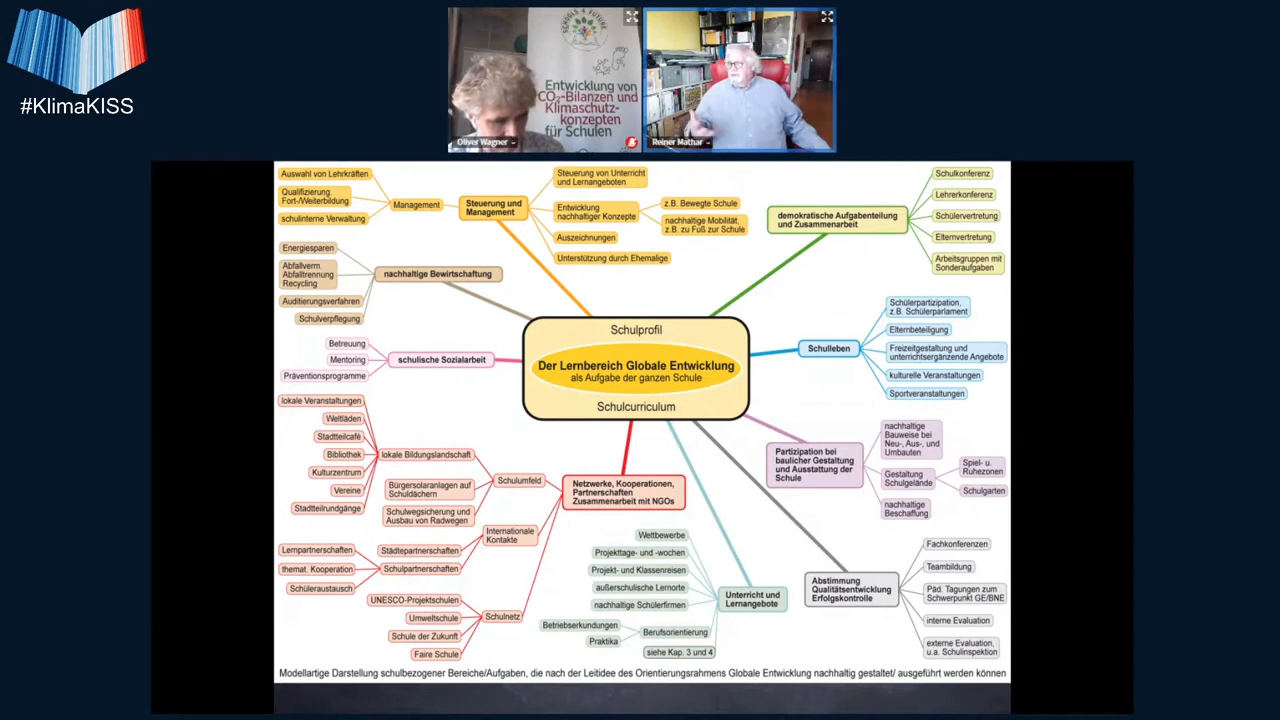 #KlimaKISS
SCHOOLS 4 FUTURE
Entwicklung von
CO₂-Bilanzen und
Klimaschutz-
konzepten
für Schulen
Oliver Wagner
Reiner Mathar
Auswahl von Lehrkräften
Qualifizierung,
Fort-/Weiterbildung
schulinterne Verwaltung
Management
Steuerung und
Management
Steuerung von Unterricht
und Lernangeboten
Entwicklung
nachhaltiger Konzepte
z.B. Bewegte Schule
nachhaltige Mobilität,
z.B. zu Fuß zur Schule
Auszeichnungen
Unterstützung durch Ehemalige
demokratische Aufgabenteilung
und Zusammenarbeit
Schulkonferenz
Lehrerkonferenz
Schülervertretung
Elternvertretung
Arbeitsgruppen mit
Sonderaufgaben
Energiesparen
Abfallverm.
Abfalltrennung
Recycling
Auditierungsverfahren
Schulverpflegung
nachhaltige Bewirtschaftung
Betreuung
Mentoring
Präventionsprogramme
schulische Sozialarbeit
Schulprofil
Der Lernbereich Globale Entwicklung
als Aufgabe der ganzen Schule
Schulcurriculum
Schulleben
Schülerpartizipation,
z.B. Schülerparlament
Elternbeteiligung
Freizeitgestaltung und
unterrichtsergänzende Angebote
kulturelle Veranstaltungen
Sportveranstaltungen
lokale Veranstaltungen
Weltläden
Stadtteilcafé
Bibliothek
Kulturzentrum
Vereine
Stadtteilrundgänge
lokale Bildungslandschaft
Bürgersolaranlagen auf
Schuldächern
Schulwegsicherung und
Ausbau von Radwegen
Schulumfeld
Netzwerke, Kooperationen,
Partnerschaften
Zusammenarbeit mit NGOs
Internationale
Kontakte
Städtepartnerschaften
Schulpartnerschaften
Lernpartnerschaften
themat. Kooperation
Schüleraustausch
UNESCO-Projektschulen
Umweltschule
Schule der Zukunft
Faire Schule
Schulnetz
Partizipation bei
baulicher Gestaltung
und Ausstattung der
Schule
nachhaltige
Bauweise bei
Neu-, Aus-, und
Umbauten
Gestaltung
Schulgelände
Spiel- u.
Ruhezonen
Schulgarten
nachhaltige
Beschaffung
Wettbewerbe
Projekttage- und -wochen
Projekt- und Klassenreisen
außerschulische Lernorte
nachhaltige Schülerfirmen
Betriebserkundungen
Praktika
Berufsorientierung
siehe Kap. 3 und 4
Unterricht und
Lernangebote
Abstimmung
Qualitätsentwicklung
Erfolgskontrolle
Fachkonferenzen
Teambildung
Päd. Tagungen zum
Schwerpunkt GE/BNE
interne Evaluation
externe Evaluation,
u.a. Schulinspektion
Modellartige Darstellung schulbezogener Bereiche/Aufgaben, die nach der Leitidee des Orientierungsrahmens Globale Entwicklung nachhaltig gestaltet/ ausgeführt werden können